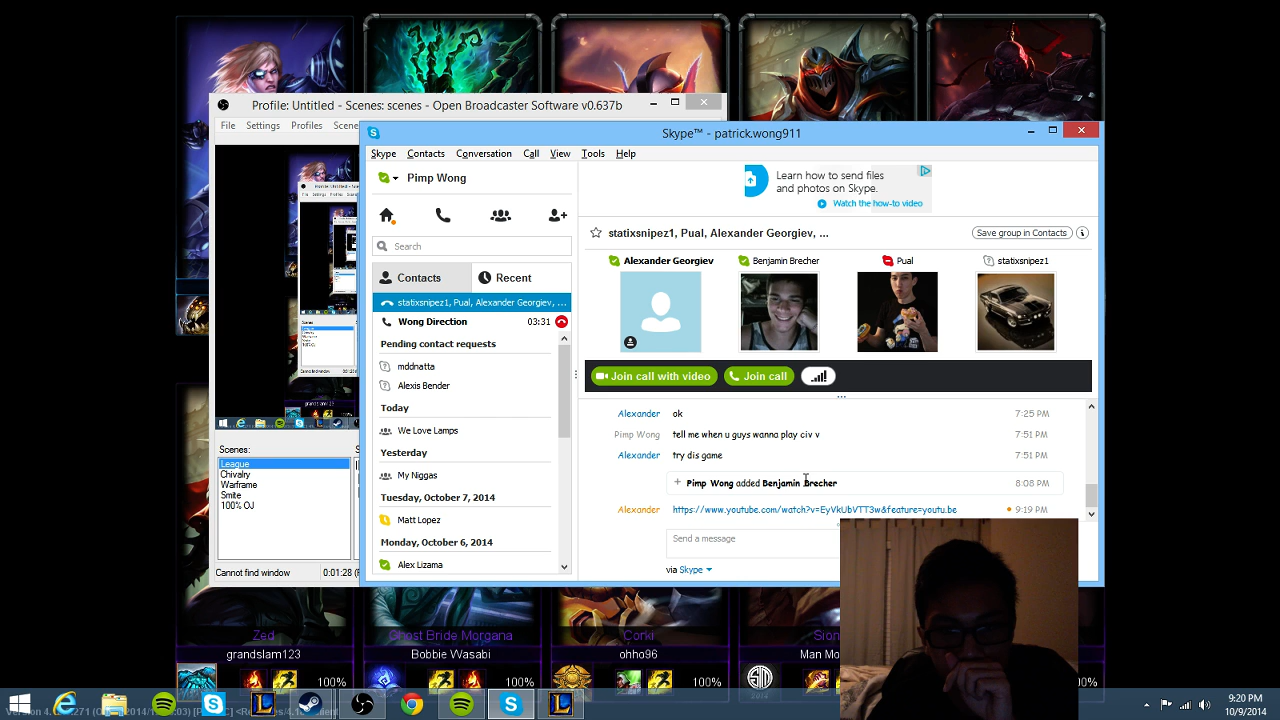 Profile: Untitled - Scenes: scenes - Open Broadcaster Software v0.637b
File Settings Profiles Scene
Skype™ - patrick.wong911
Skype Contacts Conversation Call View Tools Help
Pimp Wong
Learn how to send files
and photos on Skype.
Watch the how-to video
Search
statixsnipez1, Pual, Alexander Georgiev, ...
Save group in Contacts
Contacts
Recent
Alexander Georgiev
Benjamin Brecher
Pual
statixsnipez1
statixsnipez1, Pual, Alexander Georgiev, ...
Wong Direction 03:31
Pending contact requests
mddnatta
Alexis Bender
Today
We Love Lamps
Yesterday
My Niggas
Tuesday, October 7, 2014
Matt Lopez
Monday, October 6, 2014
Alex Lizama
Join call with video
Join call
Alexander ok 7:25 PM
Pimp Wong tell me when u guys wanna play civ v 7:51 PM
Alexander try dis game 7:51 PM
Pimp Wong added Benjamin Brecher 8:08 PM
Alexander https://www.youtube.com/watch?v=EyVkUbVTT3w&feature=youtu.be 9:19 PM
Send a message
via Skype
Scenes:
League
Chivalry
Warframe
Smite
100% OJ
Cannot find window
0:01:28
Zed
Ghost Bride Morgana
Corki
Sion
grandslam123
Bobbie Wasabi
ohho96
Man Mo
100%
100%
100%
100%
9:20 PM
10/9/2014